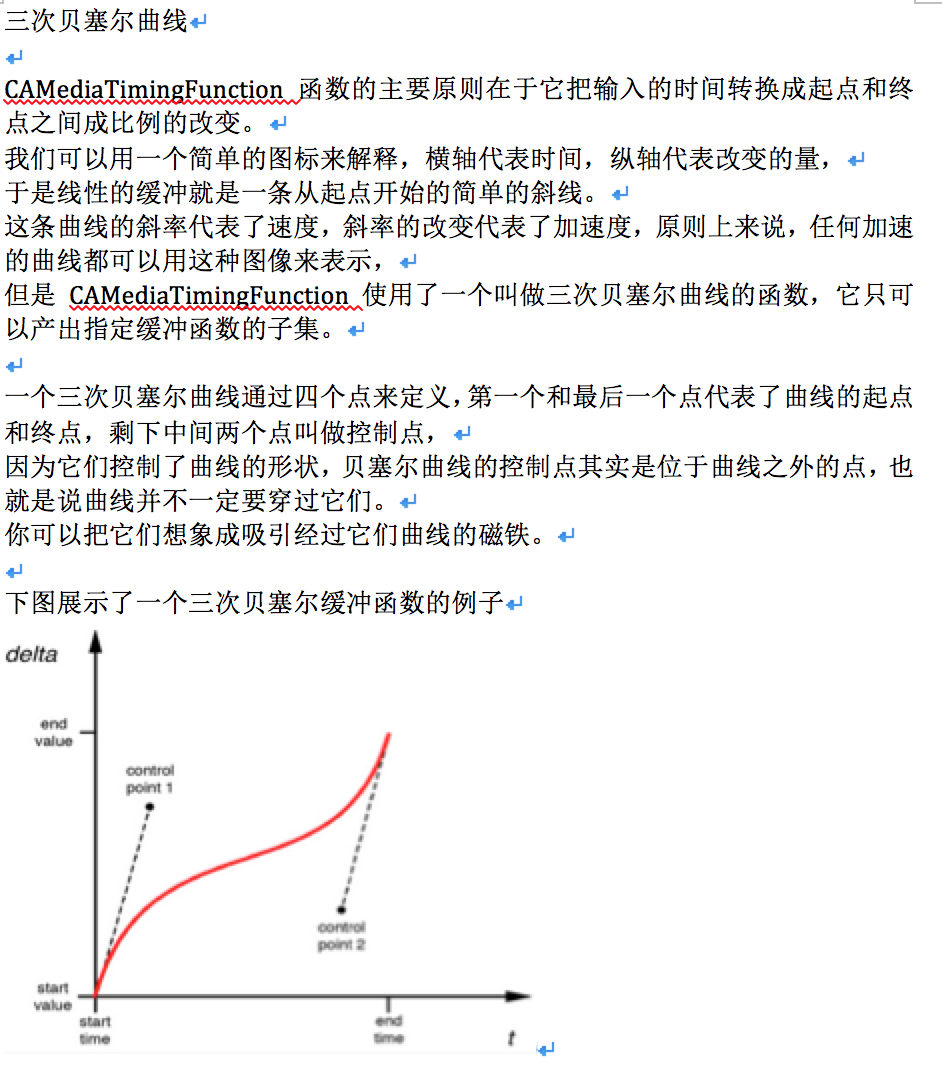 三次贝塞尔曲线
CAMediaTimingFunction 函数的主要原则在于它把输入的时间转换成起点和终
点之间成比例的改变。
我们可以用一个简单的图标来解释，横轴代表时间，纵轴代表改变的量，
于是线性的缓冲就是一条从起点开始的简单的斜线。
这条曲线的斜率代表了速度，斜率的改变代表了加速度，原则上来说，任何加速
的曲线都可以用这种图像来表示，
但是 CAMediaTimingFunction 使用了一个叫做三次贝塞尔曲线的函数，它只可
以产出指定缓冲函数的子集。
一个三次贝塞尔曲线通过四个点来定义，第一个和最后一个点代表了曲线的起点
和终点，剩下中间两个点叫做控制点，
因为它们控制了曲线的形状，贝塞尔曲线的控制点其实是位于曲线之外的点，也
就是说曲线并不一定要穿过它们。
你可以把它们想象成吸引经过它们曲线的磁铁。
下图展示了一个三次贝塞尔缓冲函数的例子
delta
end
value
control
point 1
control
point 2
start
value
start
time
end
time
t